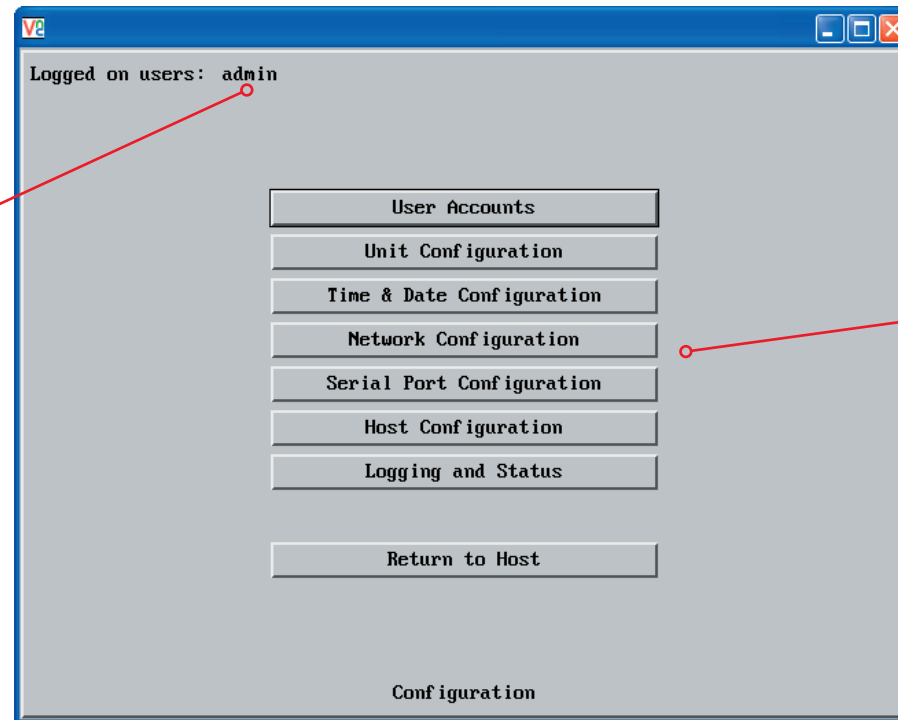 Logged on users: admin
User Accounts
Unit Configuration
Time & Date Configuration
Network Configuration
Serial Port Configuration
Host Configuration
Logging and Status
Return to Host
Configuration